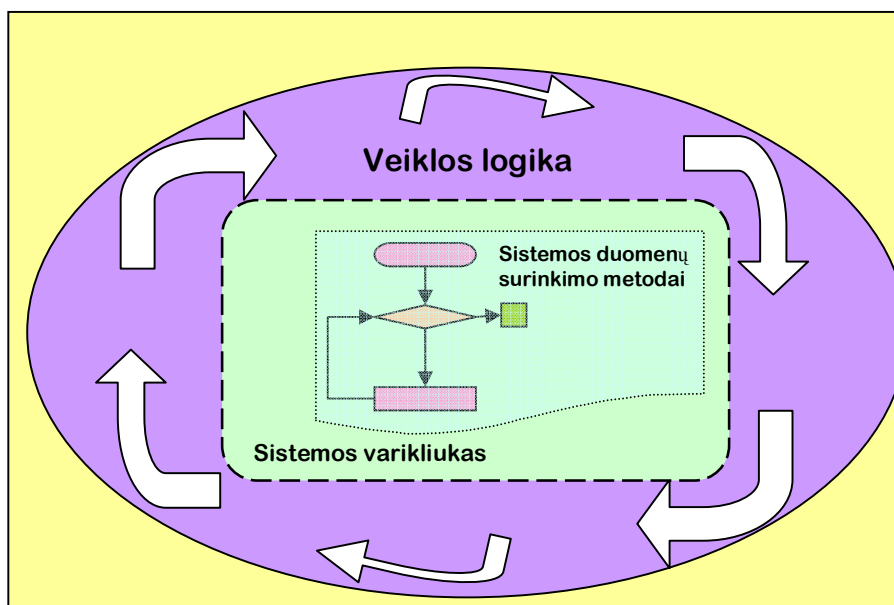 Veiklos logika
Sistemos duomenų
surinkimo metodai
Sistemos varikliukas